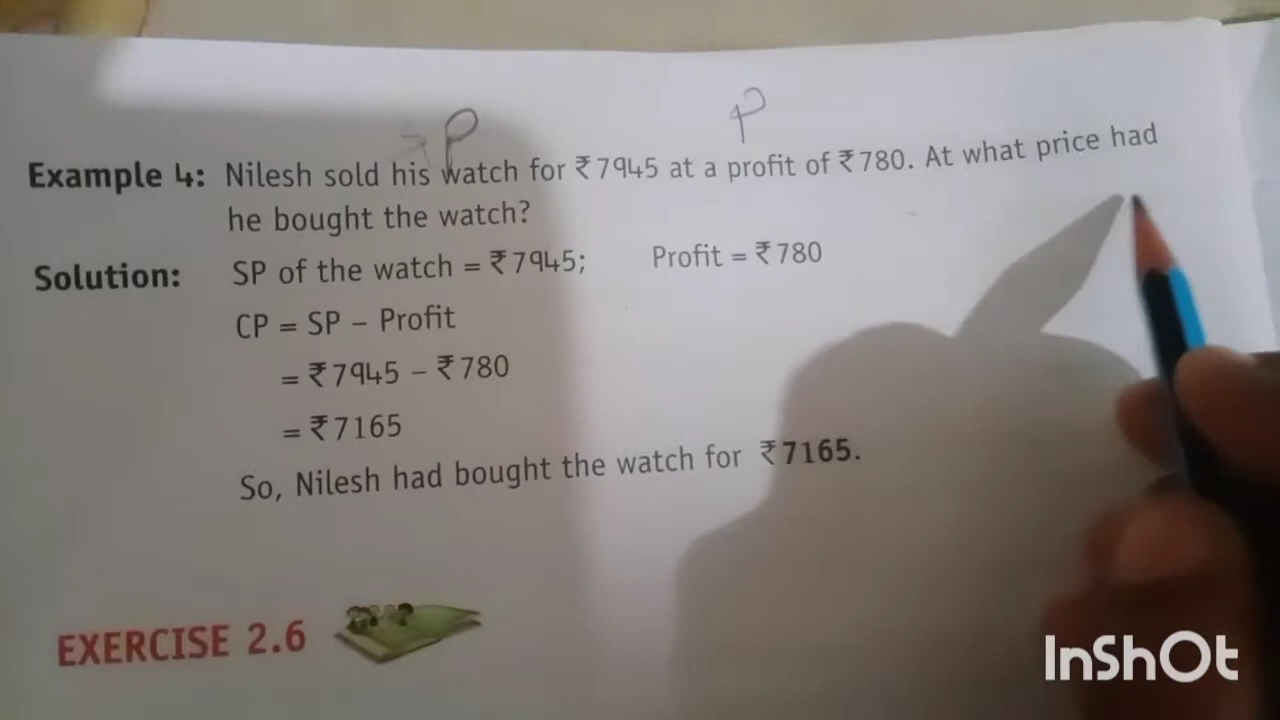 SP
P
Example 4: Nilesh sold his watch for ₹7945 at a profit of ₹780. At what price had
he bought the watch?
Solution: SP of the watch = ₹7945; Profit = ₹780
CP = SP – Profit
= ₹7945 – ₹780
= ₹7165
So, Nilesh had bought the watch for ₹7165.
EXERCISE 2.6
InShOt